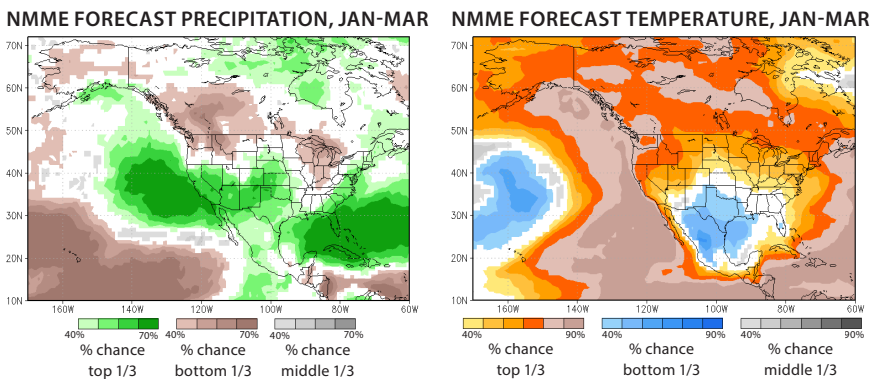 NMME FORECAST PRECIPITATION, JAN-MAR
NMME FORECAST TEMPERATURE, JAN-MAR
70N
60N
50N
40N
30N
20N
10N
160W
140W
120W
100W
80W
60W
70N
60N
50N
40N
30N
20N
10N
160W
140W
120W
100W
80W
60W
40% 70%
% chance
top 1/3
40% 70%
% chance
bottom 1/3
40% 70%
% chance
middle 1/3
40% 90%
% chance
top 1/3
40% 90%
% chance
bottom 1/3
40% 90%
% chance
middle 1/3